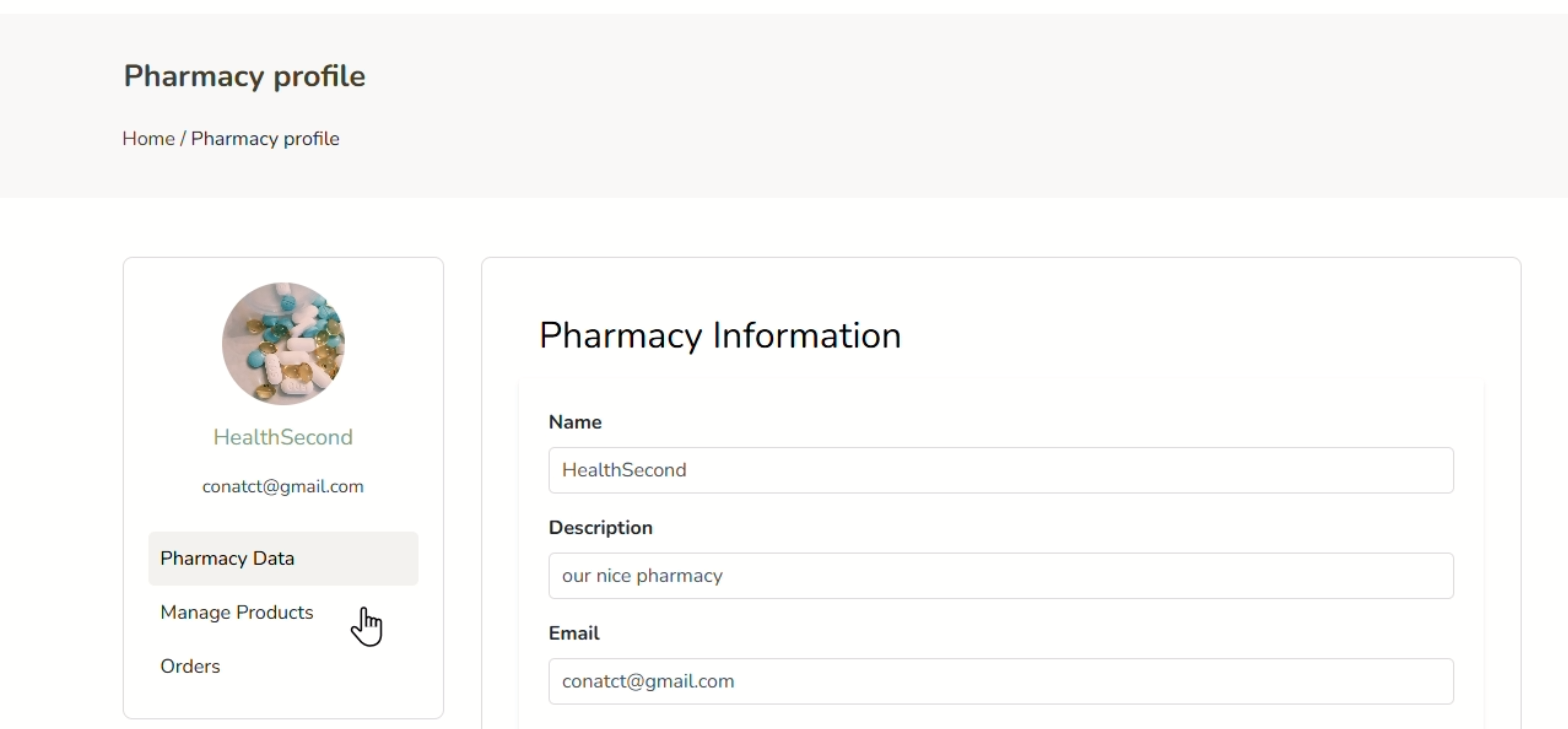 Pharmacy profile
Home / Pharmacy profile
HealthSecond
conatct@gmail.com
Pharmacy Data
Manage Products
Orders
Pharmacy Information
Name
HealthSecond
Description
our nice pharmacy
Email
conatct@gmail.com